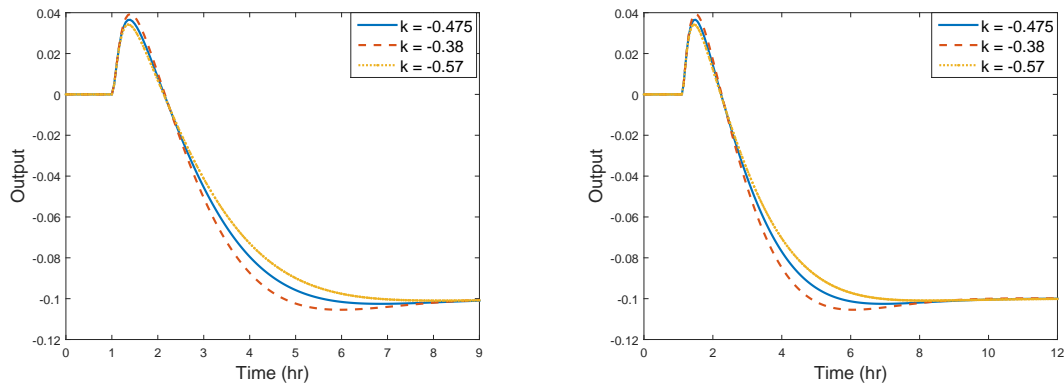 0.04
0.02
0
-0.02
-0.04
-0.06
-0.08
-0.1
-0.12
Output
0 1 2 3 4 5 6 7 8 9
Time (hr)
k = -0.475
k = -0.38
k = -0.57
0.04
0.02
0
-0.02
-0.04
-0.06
-0.08
-0.1
-0.12
Output
0 2 4 6 8 10 12
Time (hr)
k = -0.475
k = -0.38
k = -0.57